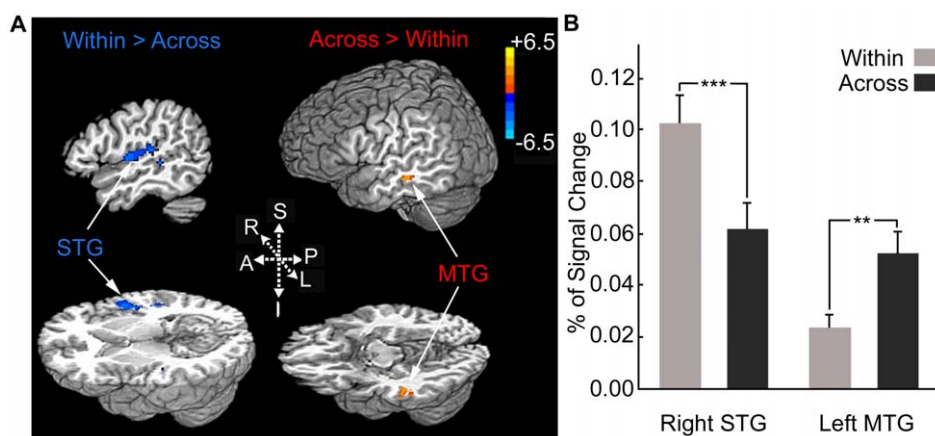 A
Within > Across
Across > Within
+6.5
-6.5
STG
MTG
S
R
A
P
L
I
B
% of Signal Change
0.12
0.10
0.08
0.06
0.04
0.02
0.00
Within
Across
***
**
Right STG
Left MTG